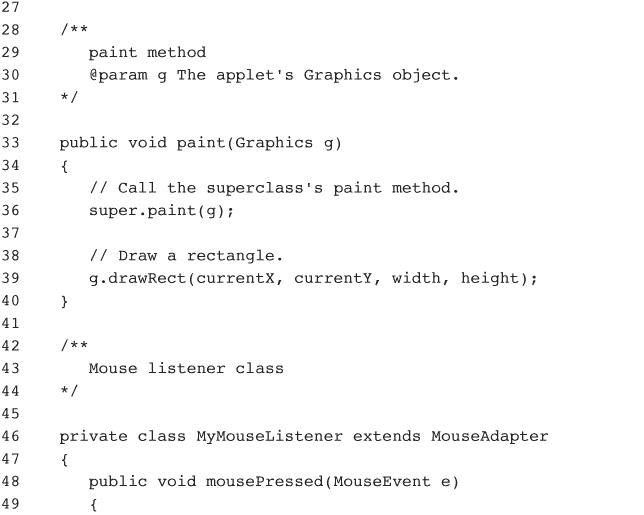 27
28 /**
29 paint method
30 @param g The applet's Graphics object.
31 */
32
33 public void paint(Graphics g)
34 {
35 // Call the superclass's paint method.
36 super.paint(g);
37
38 // Draw a rectangle.
39 g.drawRect(currentX, currentY, width, height);
40 }
41
42 /**
43 Mouse listener class
44 */
45
46 private class MyMouseListener extends MouseAdapter
47 {
48 public void mousePressed(MouseEvent e)
49 {